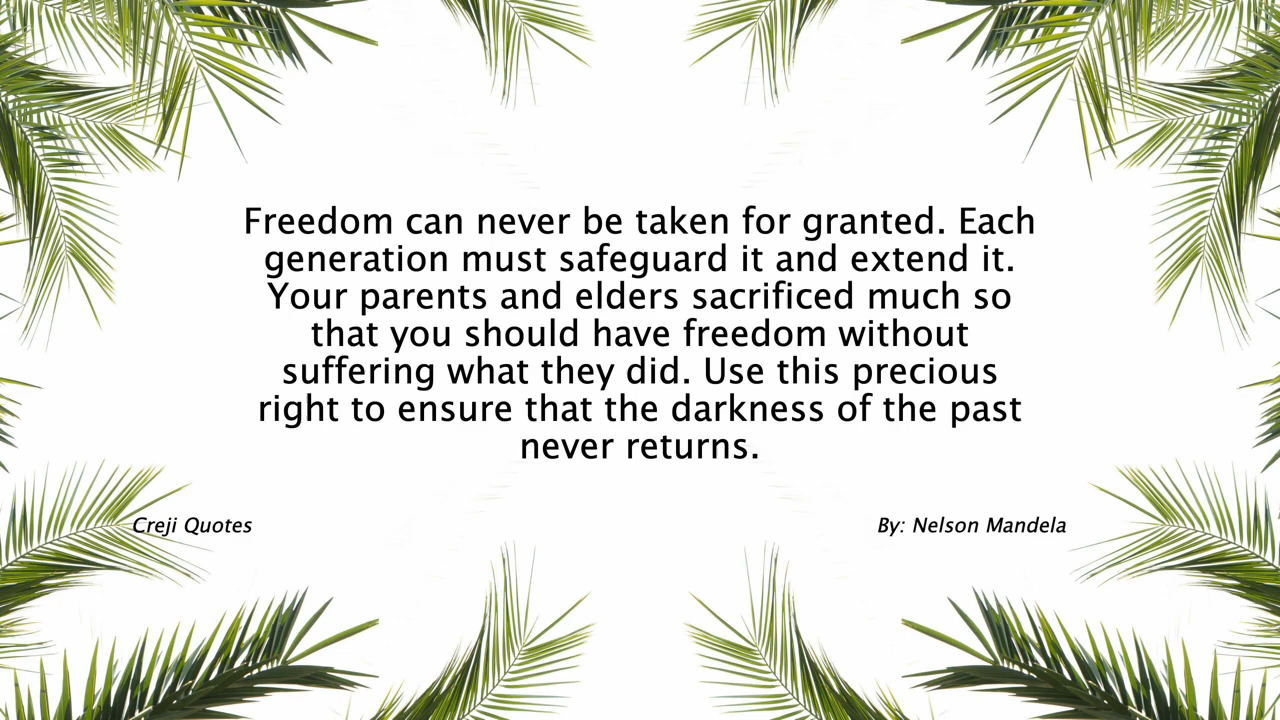 Freedom can never be taken for granted. Each
generation must safeguard it and extend it.
Your parents and elders sacrificed much so
that you should have freedom without
suffering what they did. Use this precious
right to ensure that the darkness of the past
never returns.
Creji Quotes
By: Nelson Mandela